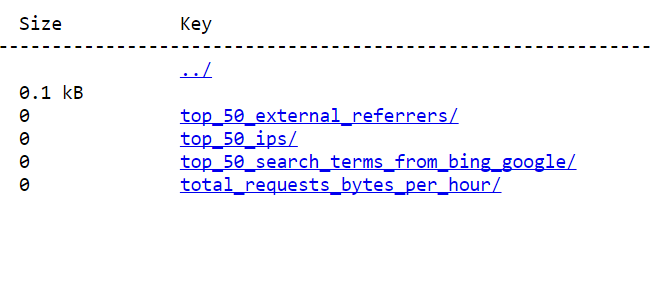 Size Key
--------------------------------------------------------------
../
0.1 kB
0 top_50_external_referrers/
0 top_50_ips/
0 top_50_search_terms_from_bing_google/
0 total_requests_bytes_per_hour/